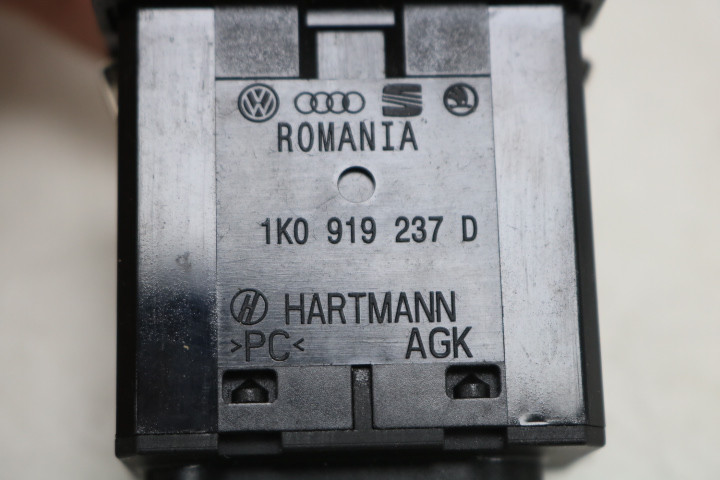 ROMANIA
1K0 919 237 D
HARTMANN
>PC< AGK